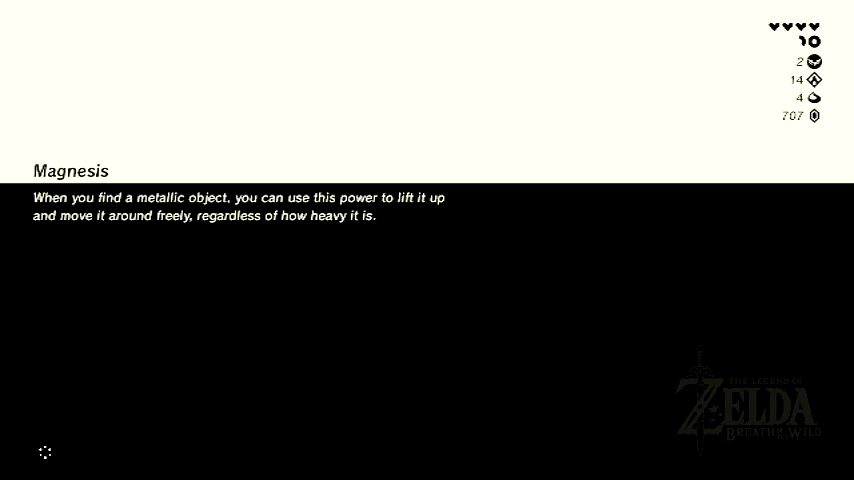 2
14
4
707
Magnesis
When you find a metallic object, you can use this power to lift it up
and move it around freely, regardless of how heavy it is.
THE LEGEND OF
ZELDA
BREATH OF THE WILD